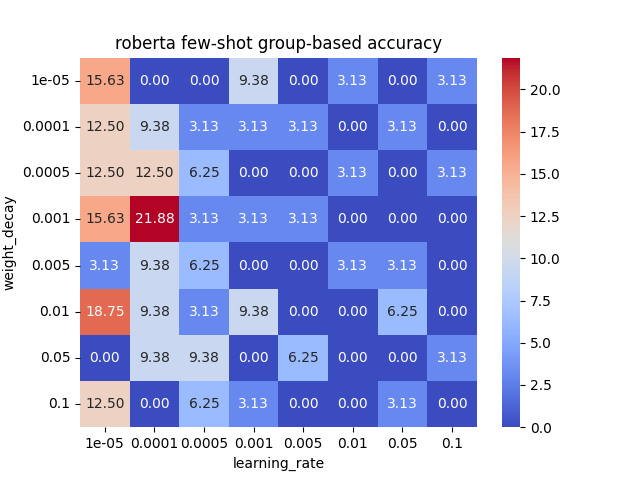 roberta few-shot group-based accuracy
1e-05 15.63 0.00 0.00 9.38 0.00 3.13 0.00 3.13
0.0001 12.50 9.38 3.13 3.13 3.13 0.00 3.13 0.00
0.0005 12.50 12.50 6.25 0.00 0.00 3.13 0.00 3.13
0.001 15.63 21.88 3.13 3.13 3.13 0.00 0.00 0.00
0.005 3.13 9.38 6.25 0.00 0.00 3.13 3.13 0.00
0.01 18.75 9.38 3.13 9.38 0.00 0.00 6.25 0.00
0.05 0.00 9.38 9.38 0.00 6.25 0.00 0.00 3.13
0.1 12.50 0.00 6.25 3.13 0.00 0.00 3.13 0.00
1e-05 0.0001 0.0005 0.001 0.005 0.01 0.05 0.1
learning_rate
weight_decay
20.0
17.5
15.0
12.5
10.0
7.5
5.0
2.5
0.0